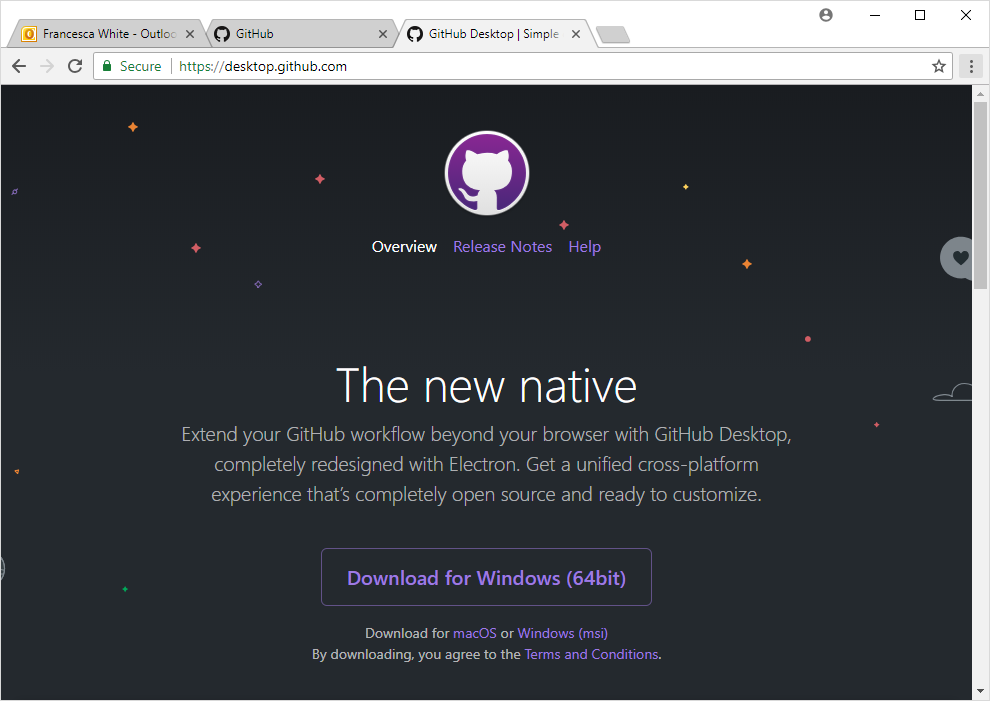 Francesca White - Outloo
GitHub
GitHub Desktop | Simple
Secure
https://desktop.github.com
Overview Release Notes Help
The new native
Extend your GitHub workflow beyond your browser with GitHub Desktop,
completely redesigned with Electron. Get a unified cross-platform
experience that’s completely open source and ready to customize.
Download for Windows (64bit)
Download for macOS or Windows (msi)
By downloading, you agree to the Terms and Conditions.